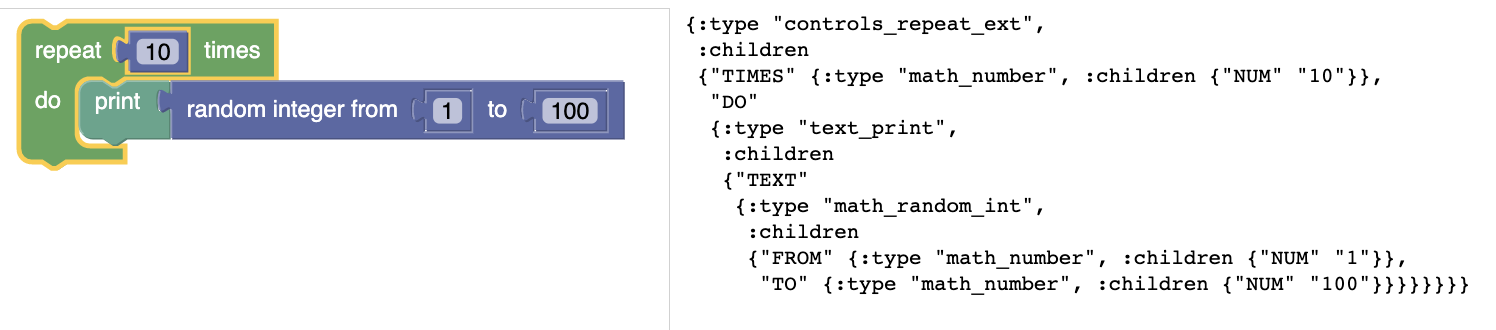 repeat 10 times
do print random integer from 1 to 100
{:type "controls_repeat_ext",
:children
{"TIMES" {:type "math_number", :children {"NUM" "10"}},
"DO"
{:type "text_print",
:children
{"TEXT"
{:type "math_random_int",
:children
{"FROM" {:type "math_number", :children {"NUM" "1"}},
"TO" {:type "math_number", :children {"NUM" "100"}}}}}}}}